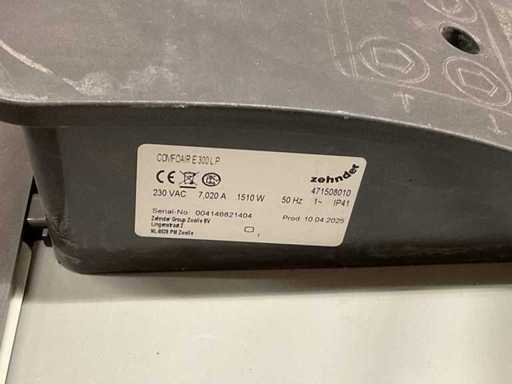 COMFOAIR E 300 L P
zehnder
CE
471508010
230 VAC 7,020 A 1510 W 50 Hz 1~ IP41
Serial-No: 004146821404
Prod. 10.04.2025
Zehnder Group Zwolle BV
Lingenstraat 2
NL-8028 PM Zwolle